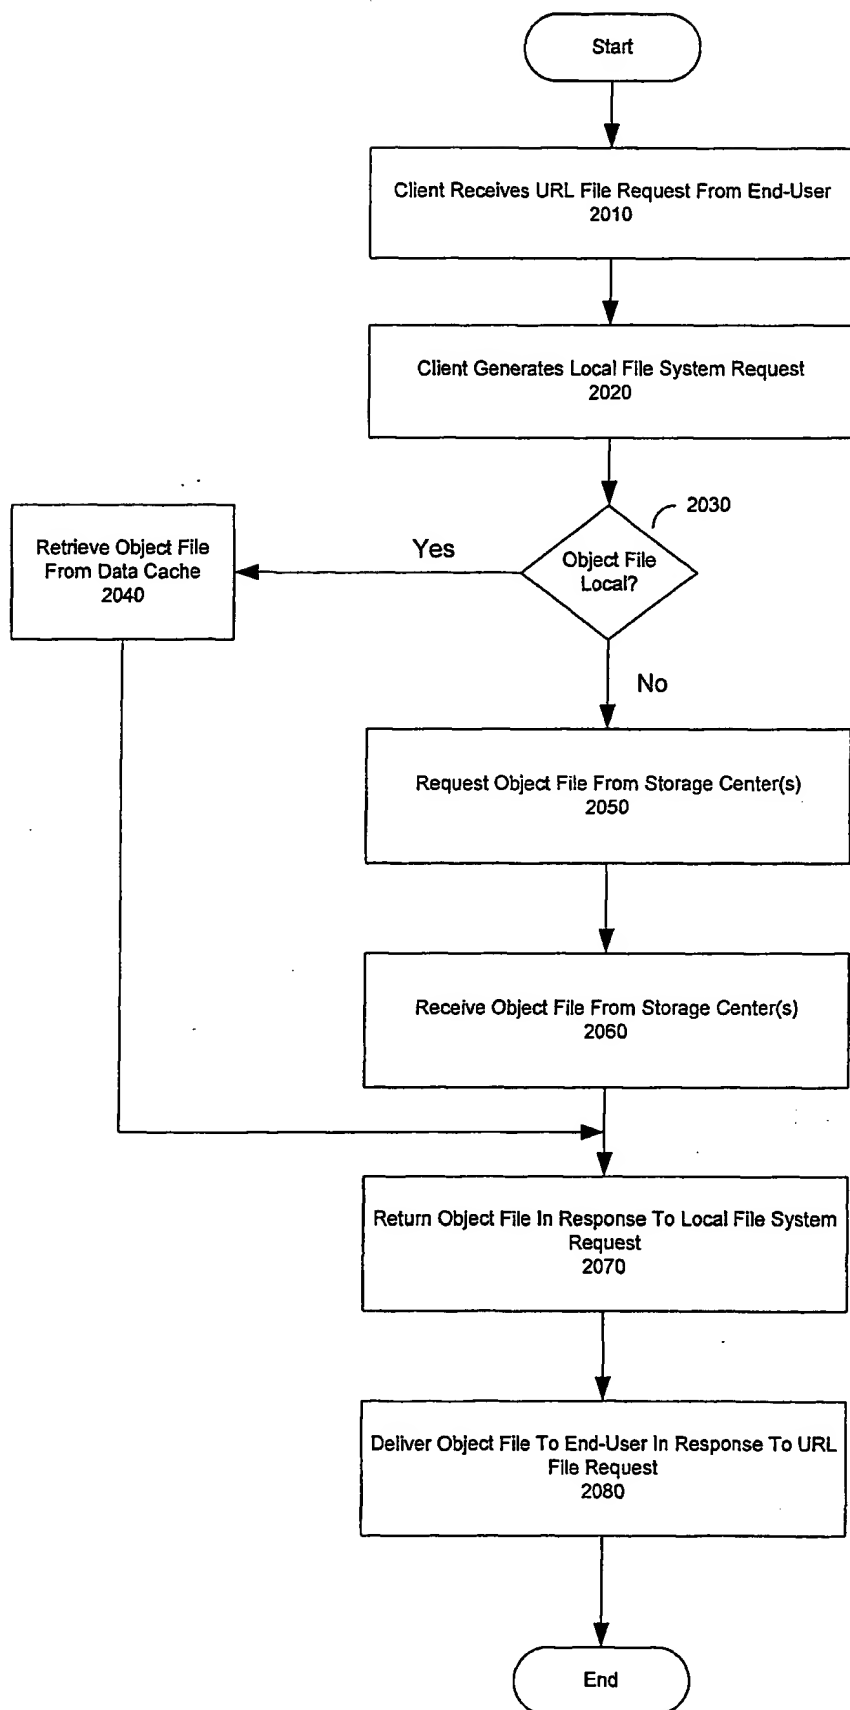 Start
Client Receives URL File Request From End-User
2010
Client Generates Local File System Request
2020
2030
Object File
Local?
Yes
Retrieve Object File
From Data Cache
2040
No
Request Object File From Storage Center(s)
2050
Receive Object File From Storage Center(s)
2060
Return Object File In Response To Local File System
Request
2070
Deliver Object File To End-User In Response To URL
File Request
2080
End